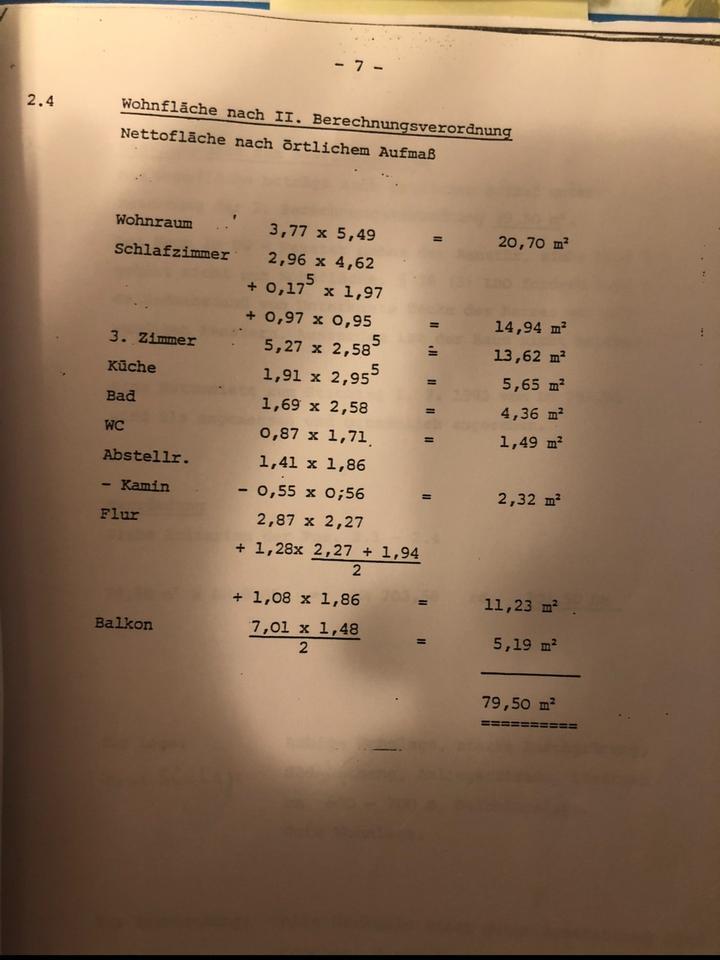 - 7 -
2.4 Wohnfläche nach II. Berechnungsverordnung
Nettofläche nach örtlichem Aufmaß
Wohnraum 3,77 x 5,49 = 20,70 m²
Schlafzimmer 2,96 x 4,62
+ 0,17⁵ x 1,97
+ 0,97 x 0,95 = 14,94 m²
3. Zimmer 5,27 x 2,58⁵ = 13,62 m²
Küche 1,91 x 2,95⁵ = 5,65 m²
Bad 1,69 x 2,58 = 4,36 m²
WC 0,87 x 1,71 = 1,49 m²
Abstellr. 1,41 x 1,86
- Kamin - 0,55 x 0,56 = 2,32 m²
Flur 2,87 x 2,27
+ 1,28x 2,27 + 1,94
2
+ 1,08 x 1,86 = 11,23 m²
Balkon 7,01 x 1,48
2 = 5,19 m²
79,50 m²
==========